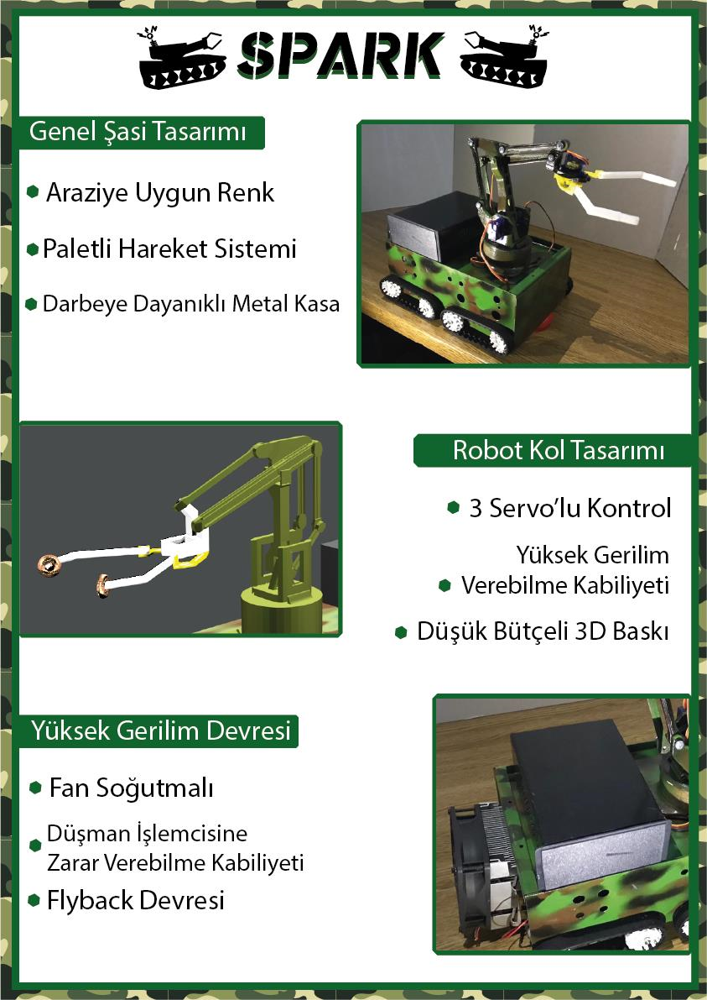 SPARK
Genel Şasi Tasarımı
Araziye Uygun Renk
Paletli Hareket Sistemi
Darbeye Dayanıklı Metal Kasa
Robot Kol Tasarımı
3 Servo’lu Kontrol
Yüksek Gerilim
Verebilme Kabiliyeti
Düşük Bütçeli 3D Baskı
Yüksek Gerilim Devresi
Fan Soğutmalı
Düşman İşlemcisine
Zarar Verebilme Kabiliyeti
Flyback Devresi